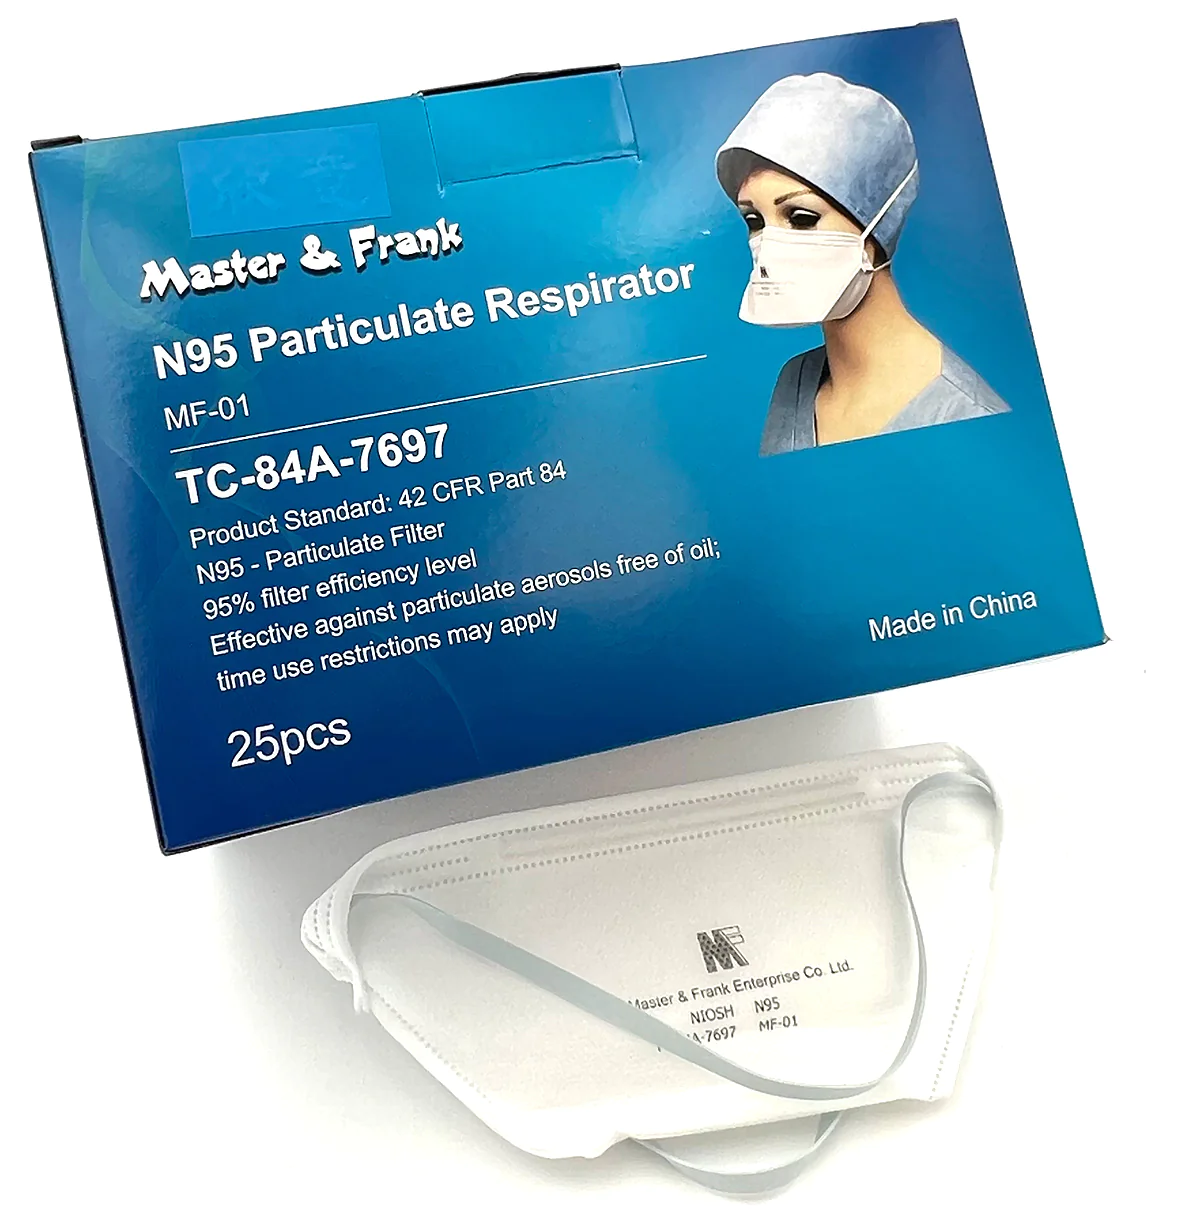 Master & Frank
N95 Particulate Respirator
MF-01
TC-84A-7697
Product Standard: 42 CFR Part 84
N95 - Particulate Filter
95% filter efficiency level
Effective against particulate aerosols free of oil;
time use restrictions may apply
25pcs
Made in China
MF
Master & Frank Enterprise Co. Ltd.
NIOSH N95
A-7697 MF-01